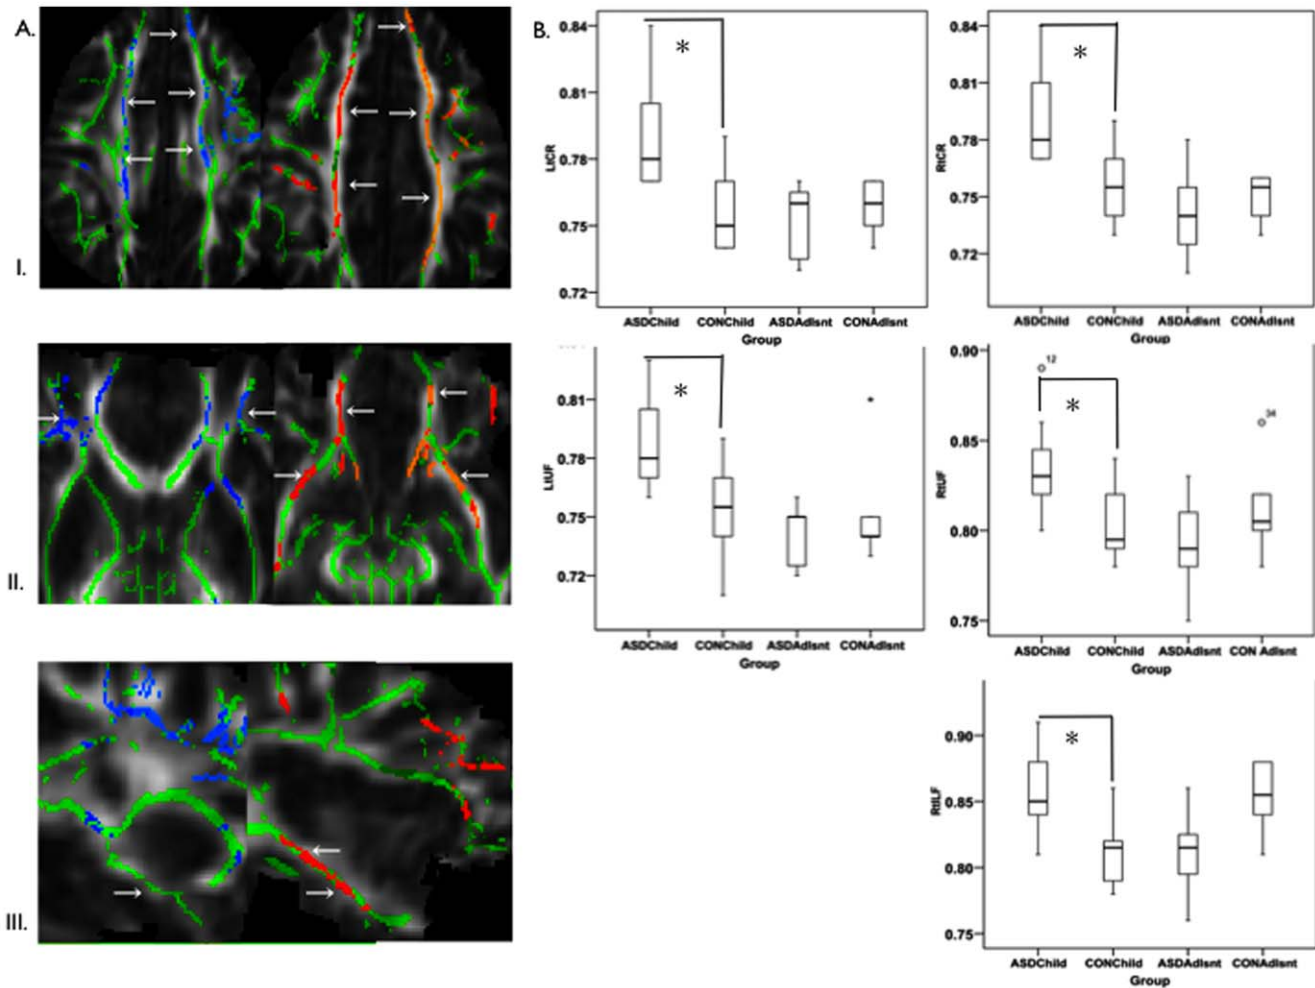 A.
I.
II.
III.
B.
0.84
0.81
0.78
0.75
0.72
LtCR
*
ASDChild CONChild ASDAdlsnt CONAdlsnt
Group
0.84
0.81
0.78
0.75
0.72
RtCR
*
ASDChild CONChild ASDAdlsnt CONAdlsnt
Group
0.81
0.78
0.75
0.72
LtUF
*
ASDChild CONChild ASDAdlsnt CONAdlsnt
Group
0.90
0.85
0.80
0.75
RtUF
12
*
34
ASDChild CONChild ASDAdlsnt CON Adlsnt
Group
0.90
0.85
0.80
0.75
RtILF
*
ASDChild CONChild ASDAdlsnt CONAdlsnt
Group